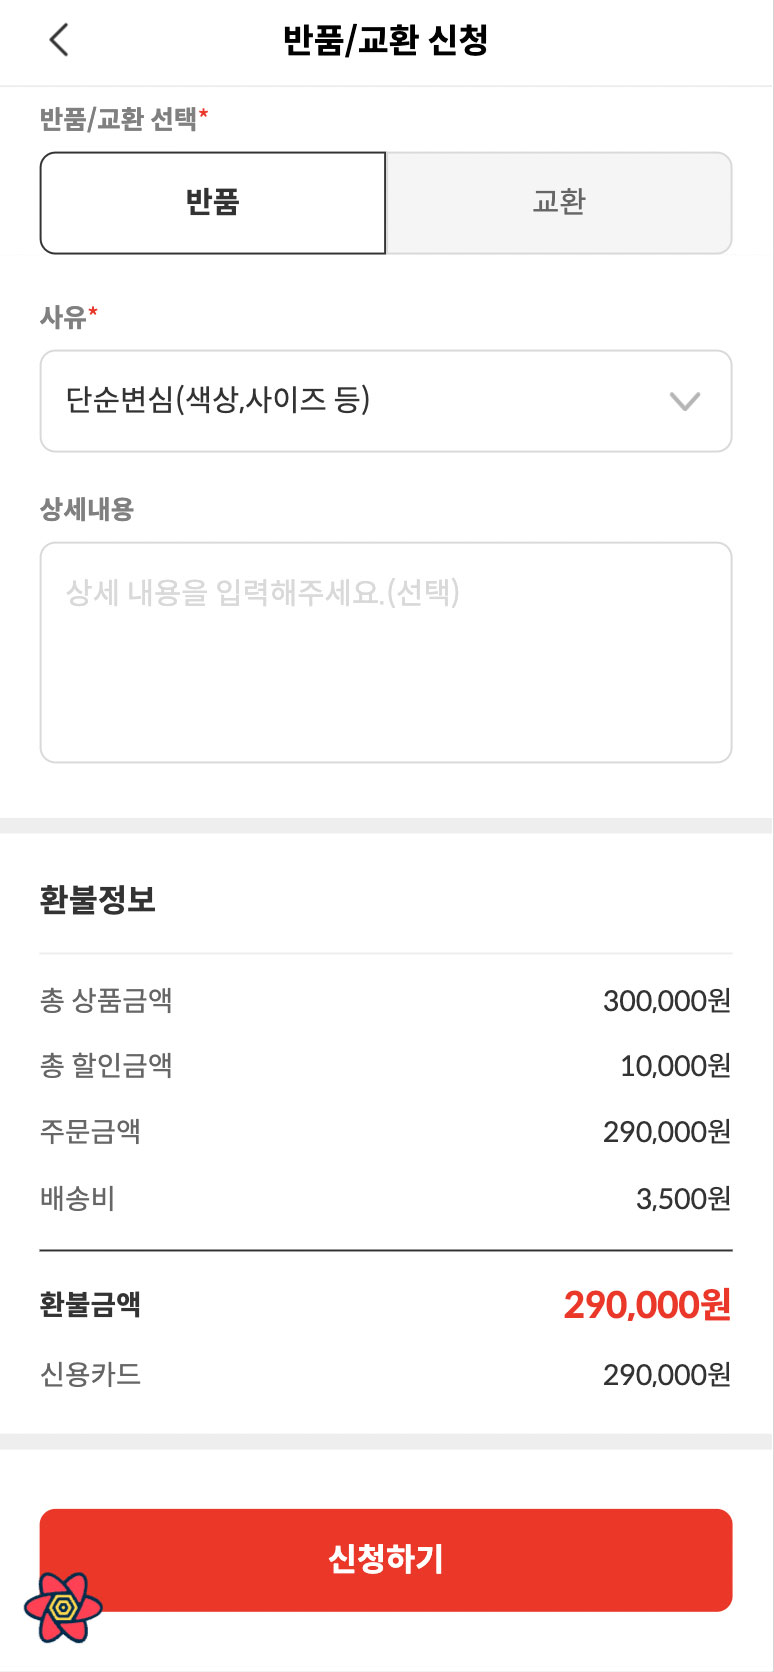 반품/교환 신청
반품/교환 선택*
반품
교환
사유*
단순변심(색상,사이즈 등)
상세내용
상세 내용을 입력해주세요.(선택)
환불정보
총 상품금액 300,000원
총 할인금액 10,000원
주문금액 290,000원
배송비 3,500원
환불금액 290,000원
신용카드 290,000원
신청하기